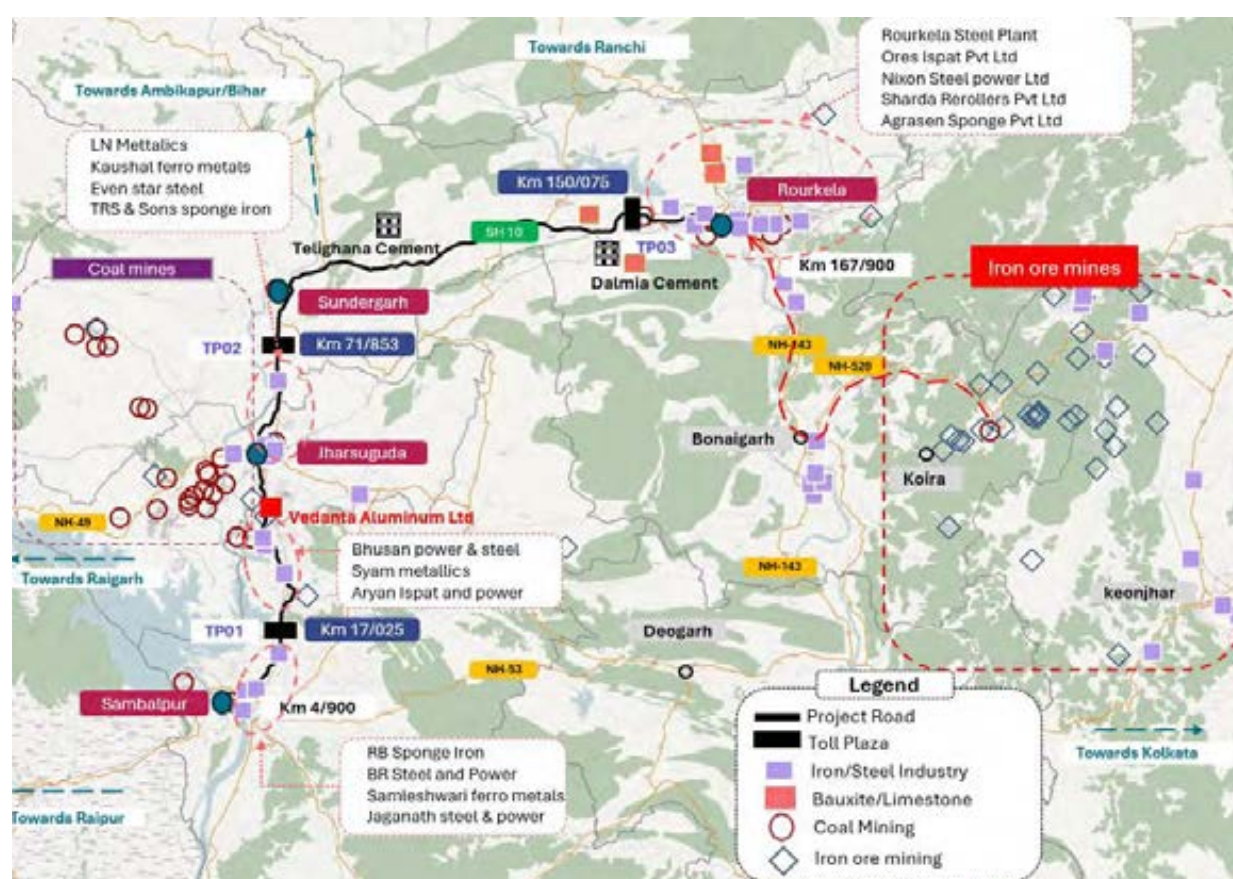 Towards Ranchi
Towards Ambikapur/Bihar
Rourkela Steel Plant
Ores Ispat Pvt Ltd
Nixon Steel power Ltd
Sharda Rerollers Pvt Ltd
Agrasen Sponge Pvt Ltd
LN Mettalics
Kaushal ferro metals
Even star steel
TRS & Sons sponge iron
Km 150/075
Rourkela
SH 10
TP03
Telighana Cement
Dalmia Cement
Km 167/900
Coal mines
Iron ore mines
Sundergarh
TP02
Km 71/853
NH-143
NH-520
Bonaigarh
Jharsuguda
Koira
NH-49
Vedanta Aluminum Ltd
Towards Raigarh
Bhusan power & steel
Syam metallics
Aryan Ispat and power
NH-143
keonjhar
TP01
Km 17/025
Deogarh
NH-53
Sambalpur
Km 4/900
RB Sponge Iron
BR Steel and Power
Samleshwari ferro metals
Jaganath steel & power
Towards Raipur
Towards Kolkata
Legend
Project Road
Toll Plaza
Iron/Steel Industry
Bauxite/Limestone
Coal Mining
Iron ore mining